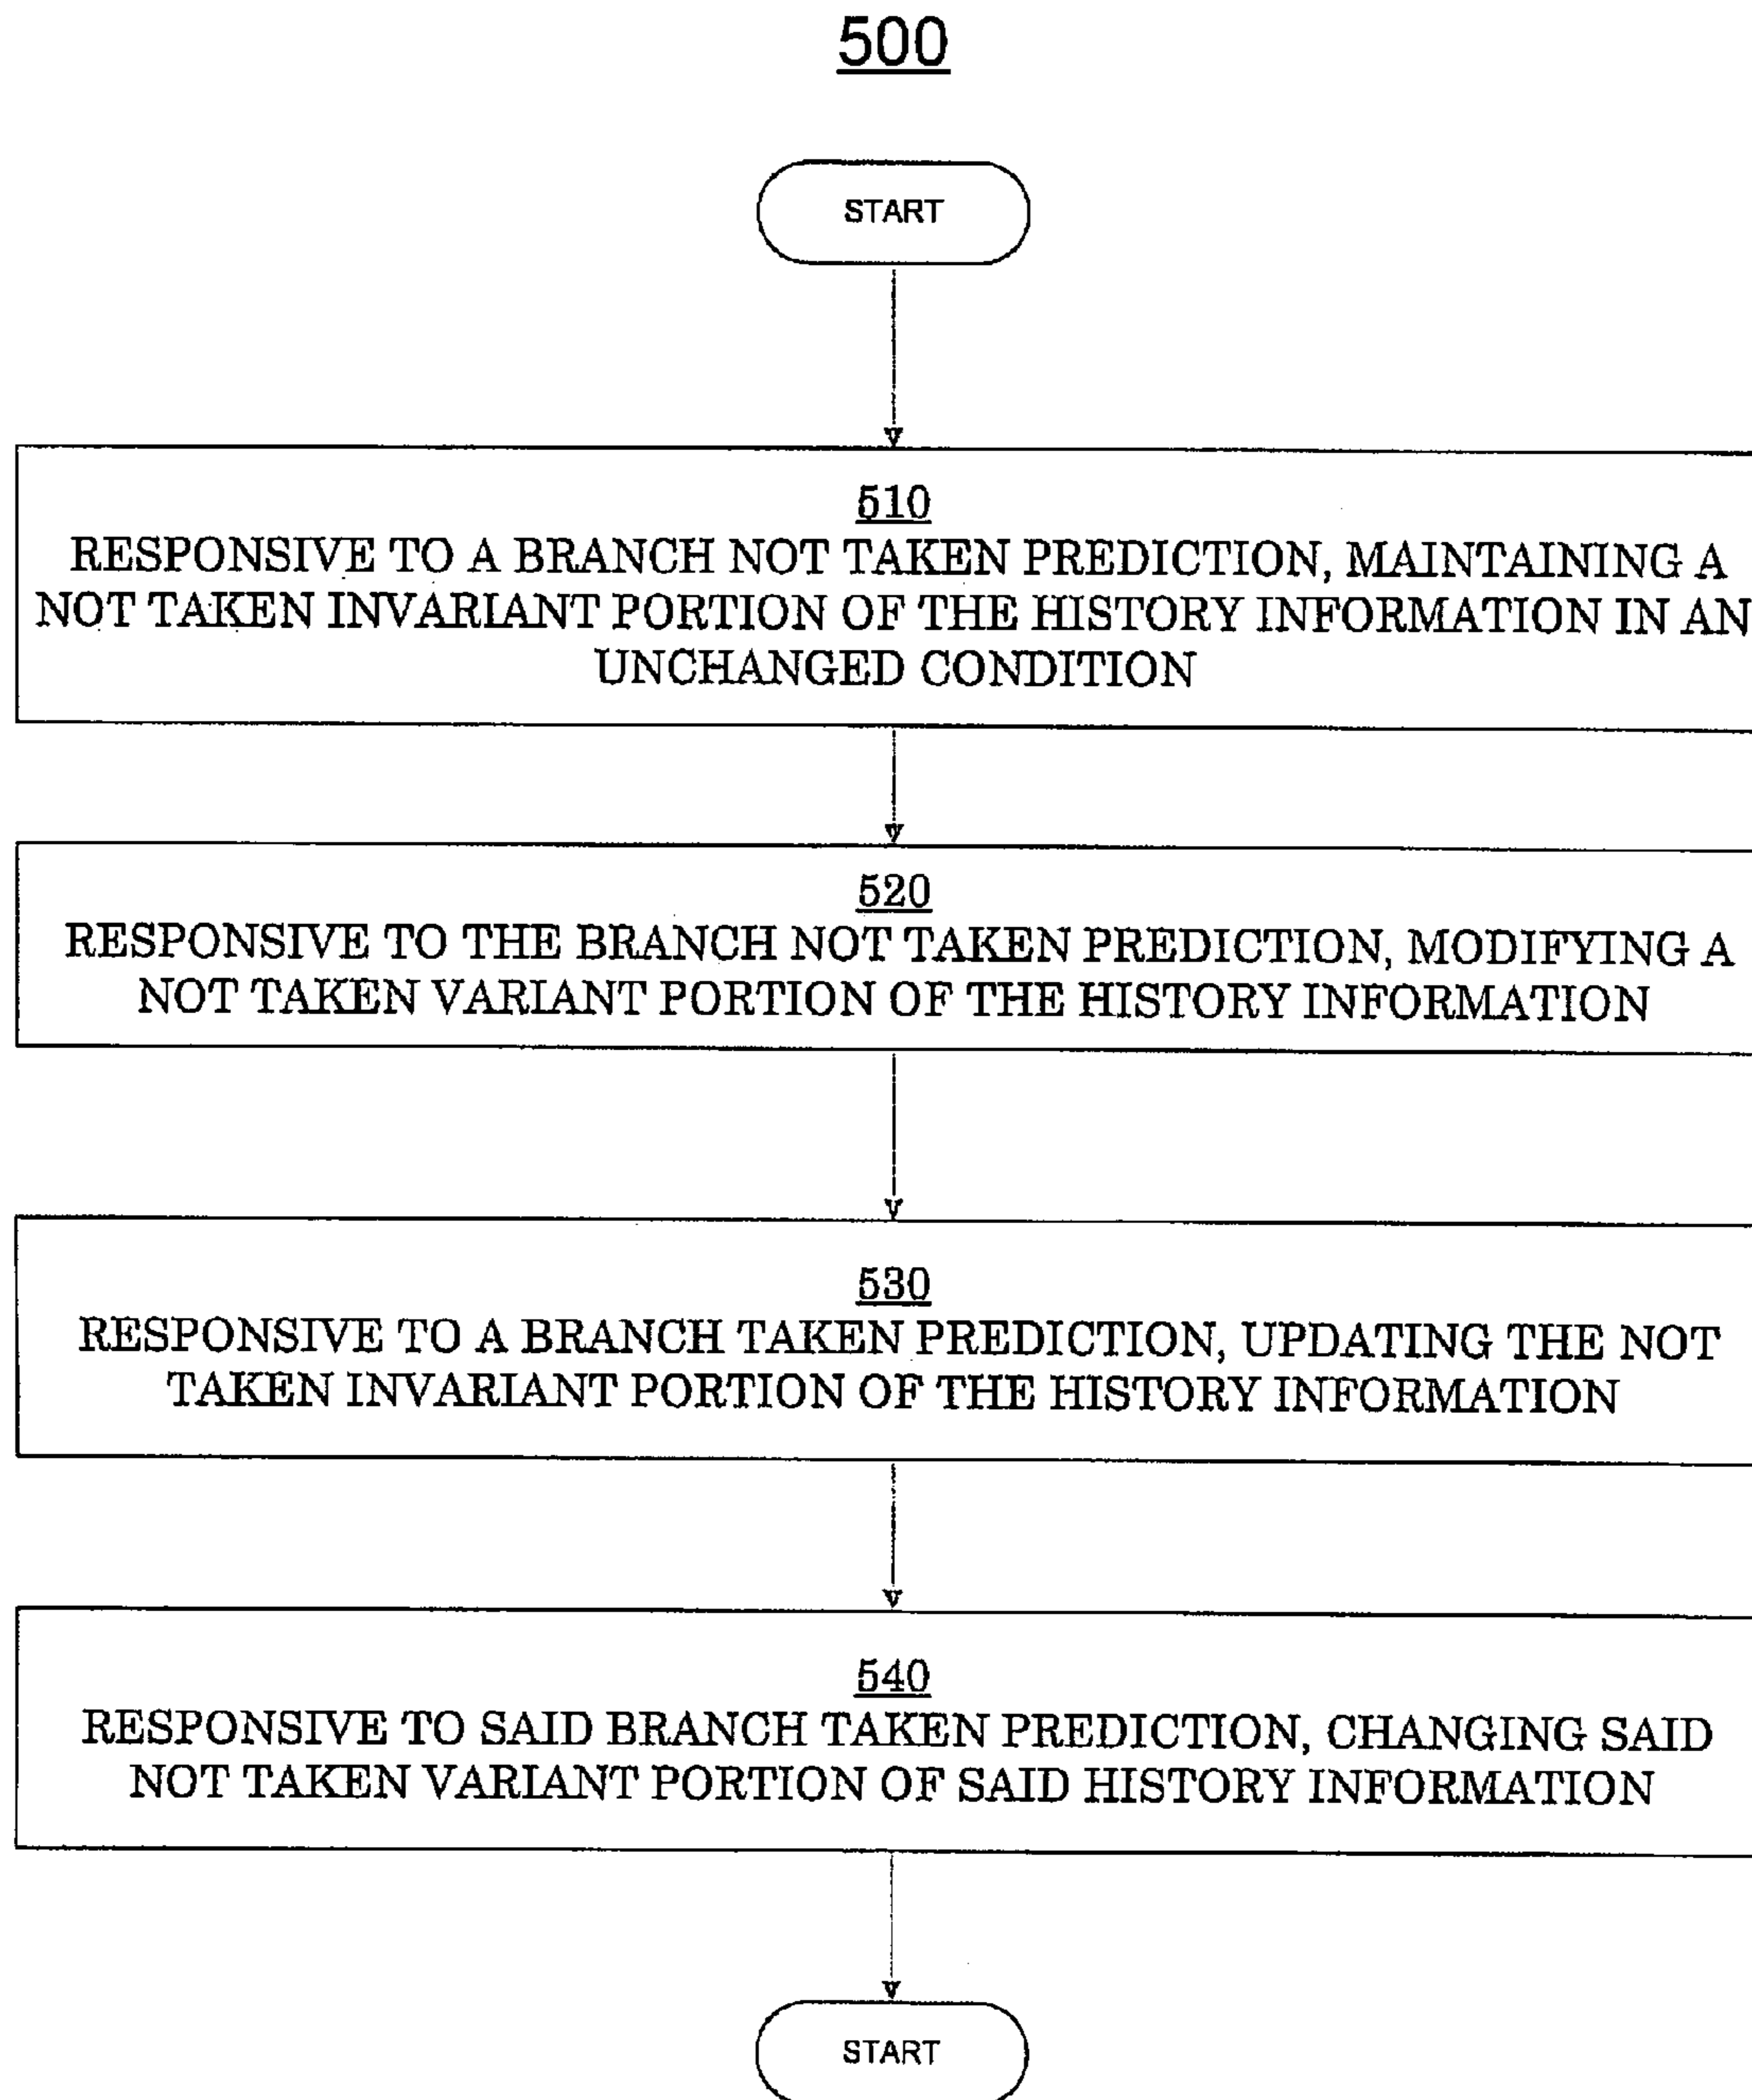 500
START
510
RESPONSIVE TO A BRANCH NOT TAKEN PREDICTION, MAINTAINING A
NOT TAKEN INVARIANT PORTION OF THE HISTORY INFORMATION IN AN
UNCHANGED CONDITION
520
RESPONSIVE TO THE BRANCH NOT TAKEN PREDICTION, MODIFYING A
NOT TAKEN VARIANT PORTION OF THE HISTORY INFORMATION
530
RESPONSIVE TO A BRANCH TAKEN PREDICTION, UPDATING THE NOT
TAKEN INVARIANT PORTION OF THE HISTORY INFORMATION
540
RESPONSIVE TO SAID BRANCH TAKEN PREDICTION, CHANGING SAID
NOT TAKEN VARIANT PORTION OF SAID HISTORY INFORMATION
START